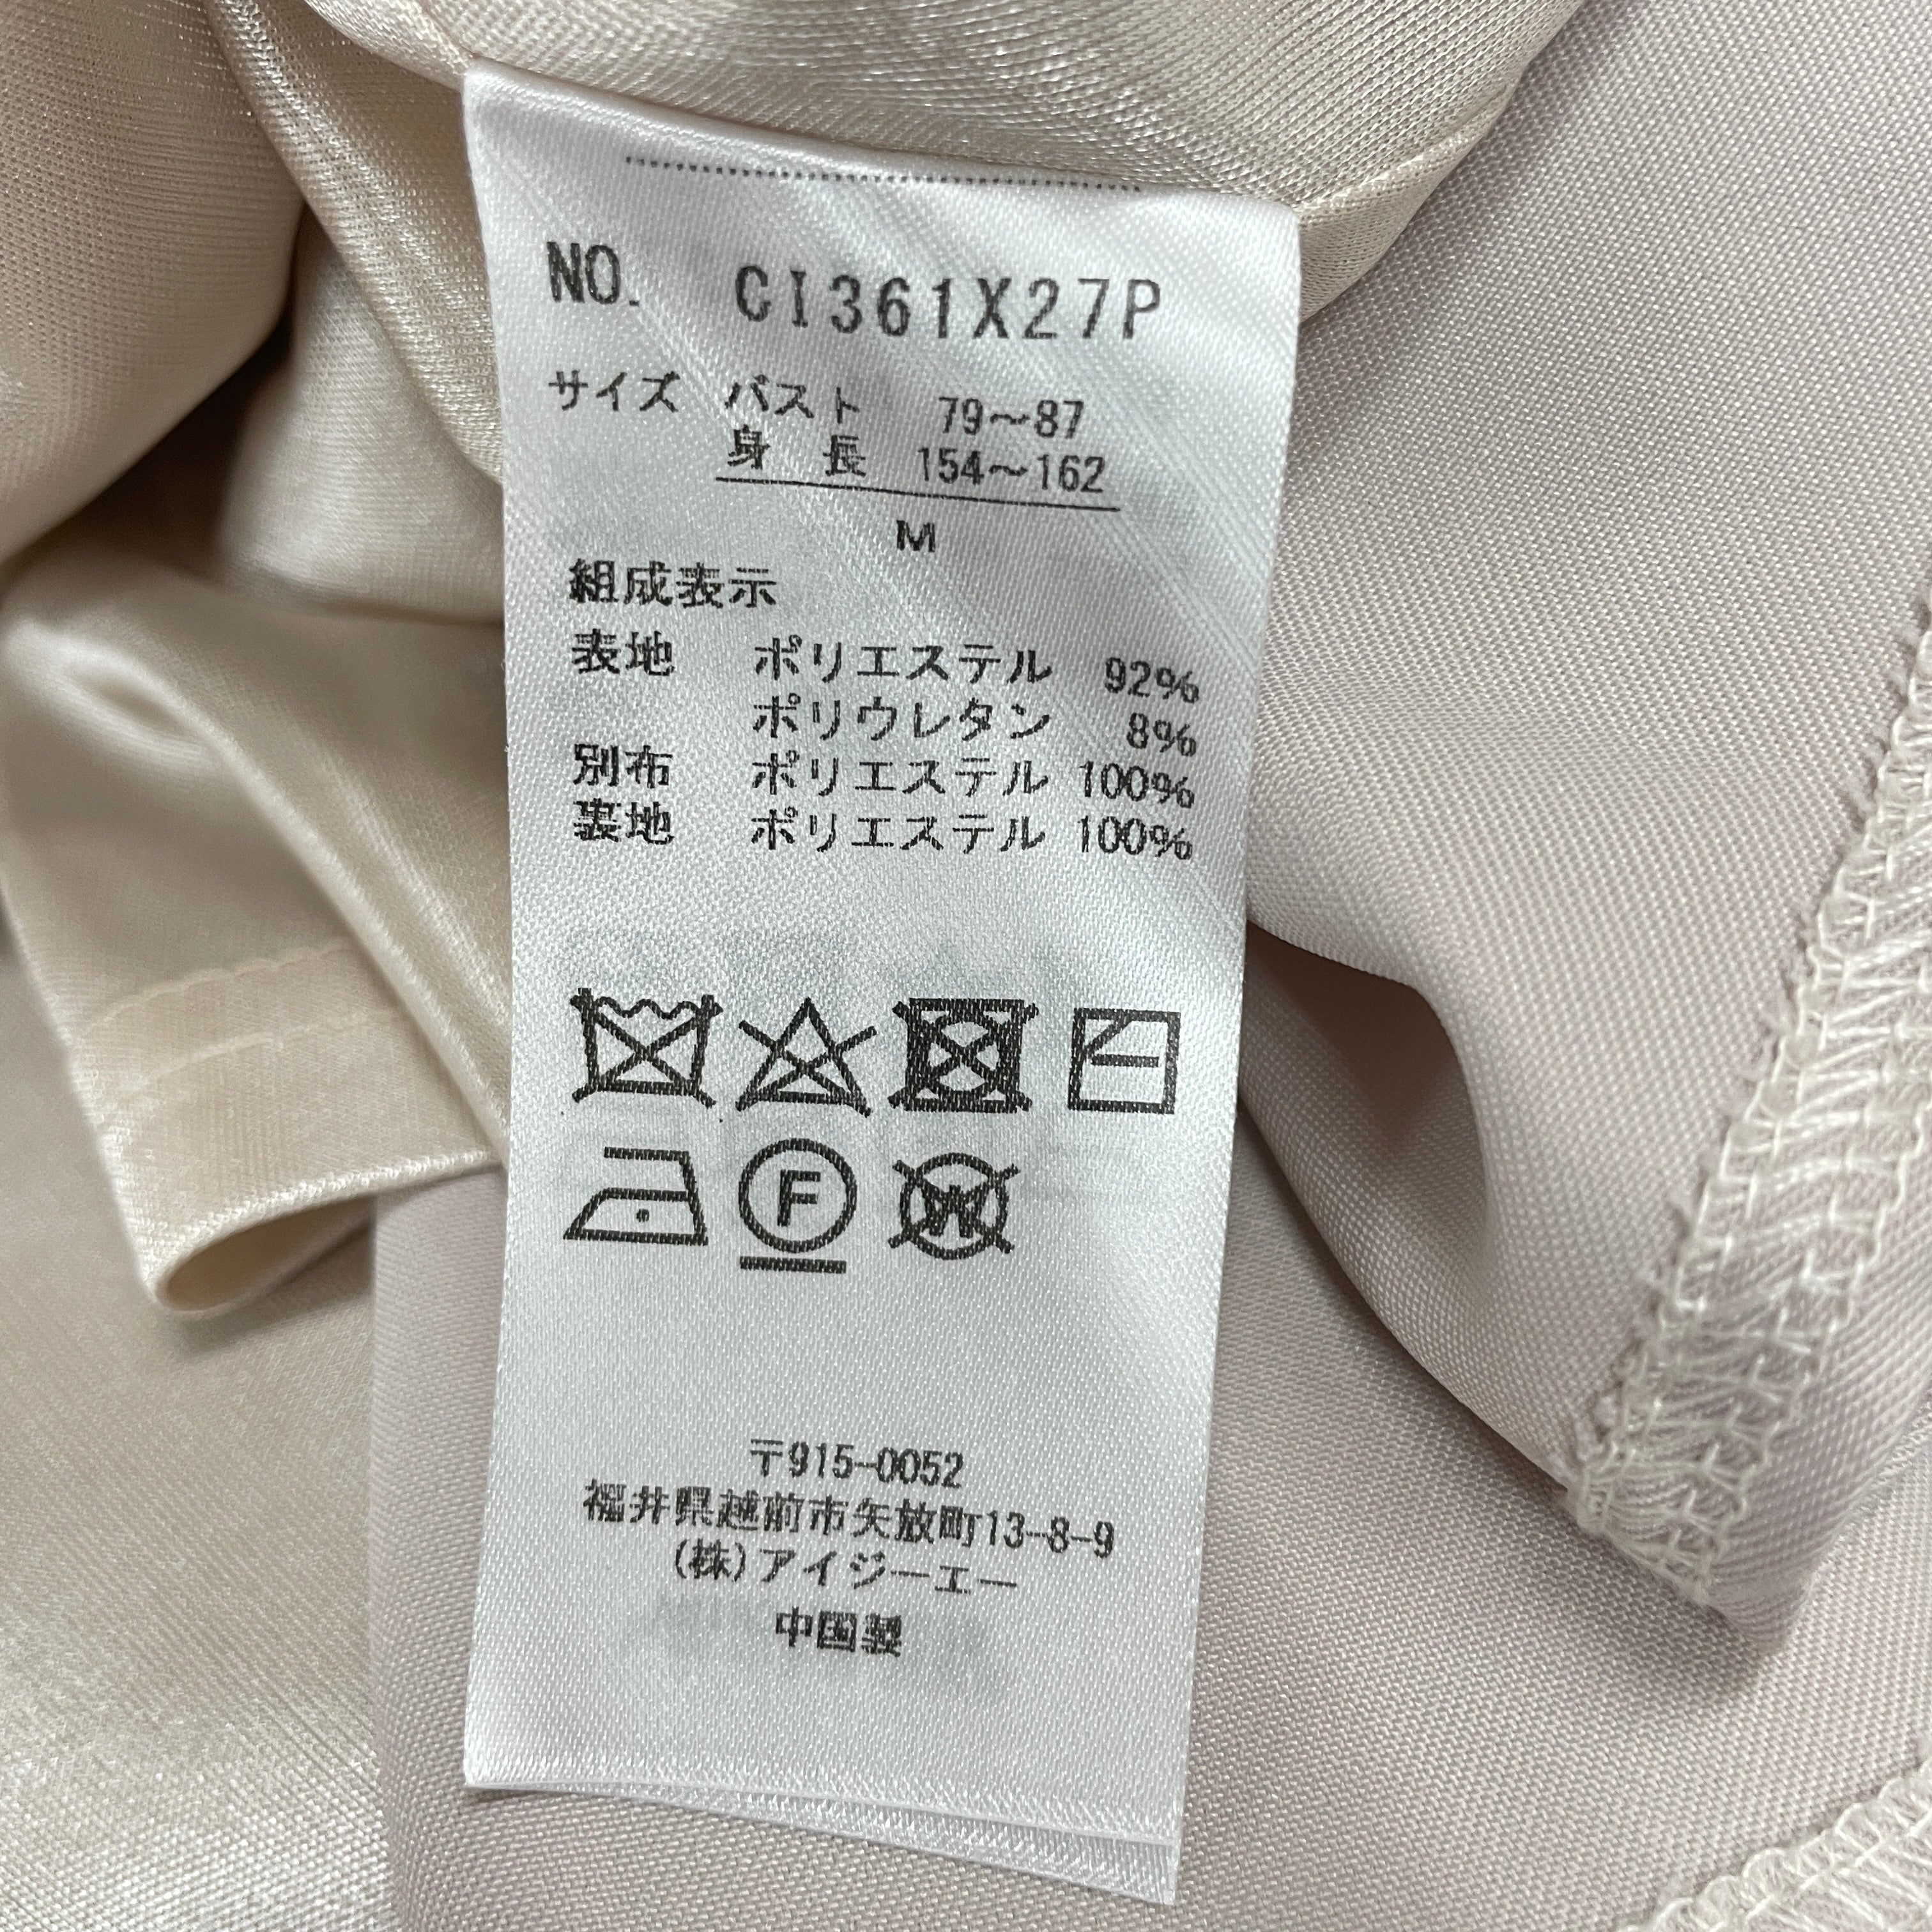 NO. CI361X27P
サイズ バスト 79～87
身 長 154～162
M
組成表示
表地 ポリエステル 92%
ポリウレタン 8%
別布 ポリエステル 100%
裏地 ポリエステル 100%
F
W
〒915-0052
福井県越前市矢放町13-8-9
(株)アイジーエー
中国製